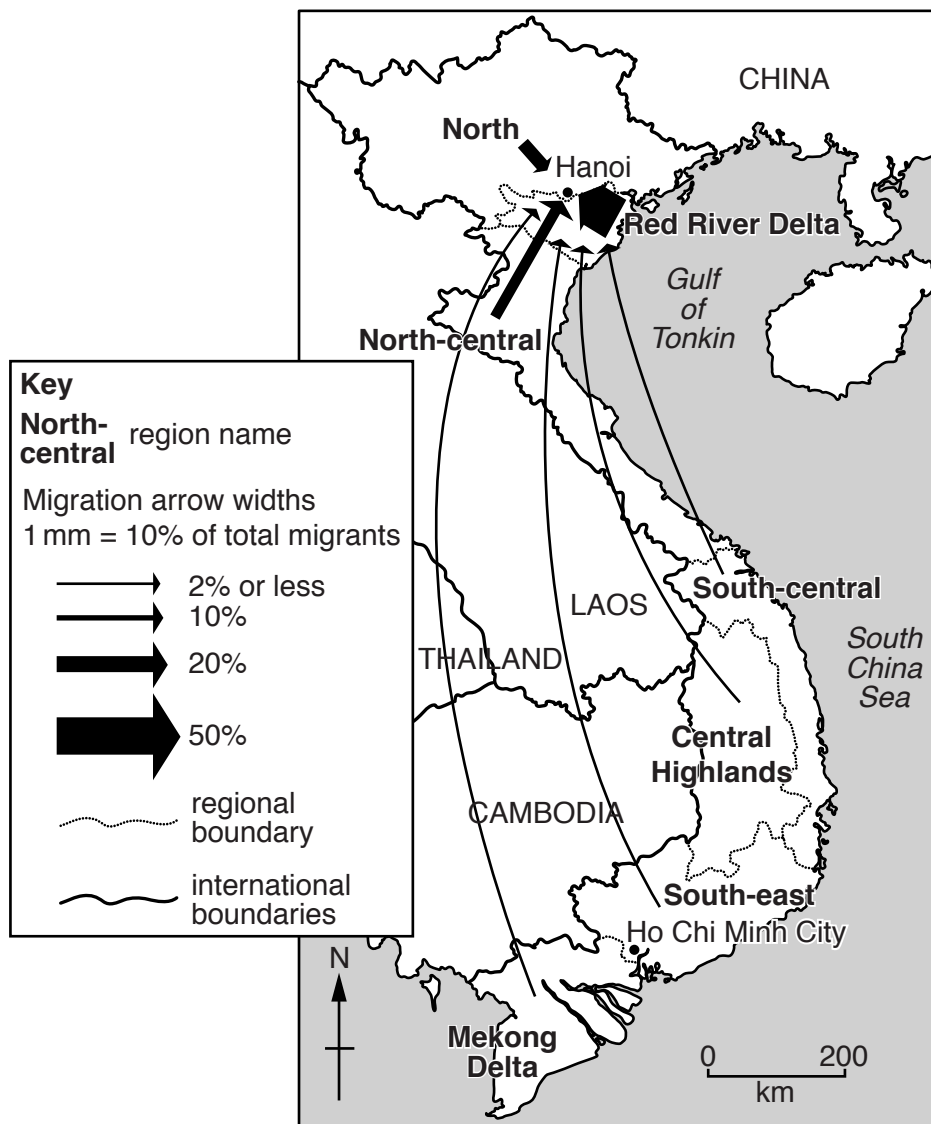 CHINA
North
Hanoi
Red River Delta
Gulf
of
Tonkin
North-central
Key
North-
central region name
Migration arrow widths
1 mm = 10% of total migrants
2% or less
10%
20%
50%
regional
boundary
international
boundaries
LAOS
South-central
THAILAND
South
China
Sea
Central
Highlands
CAMBODIA
South-east
Ho Chi Minh City
N
Mekong
Delta
0 200
km